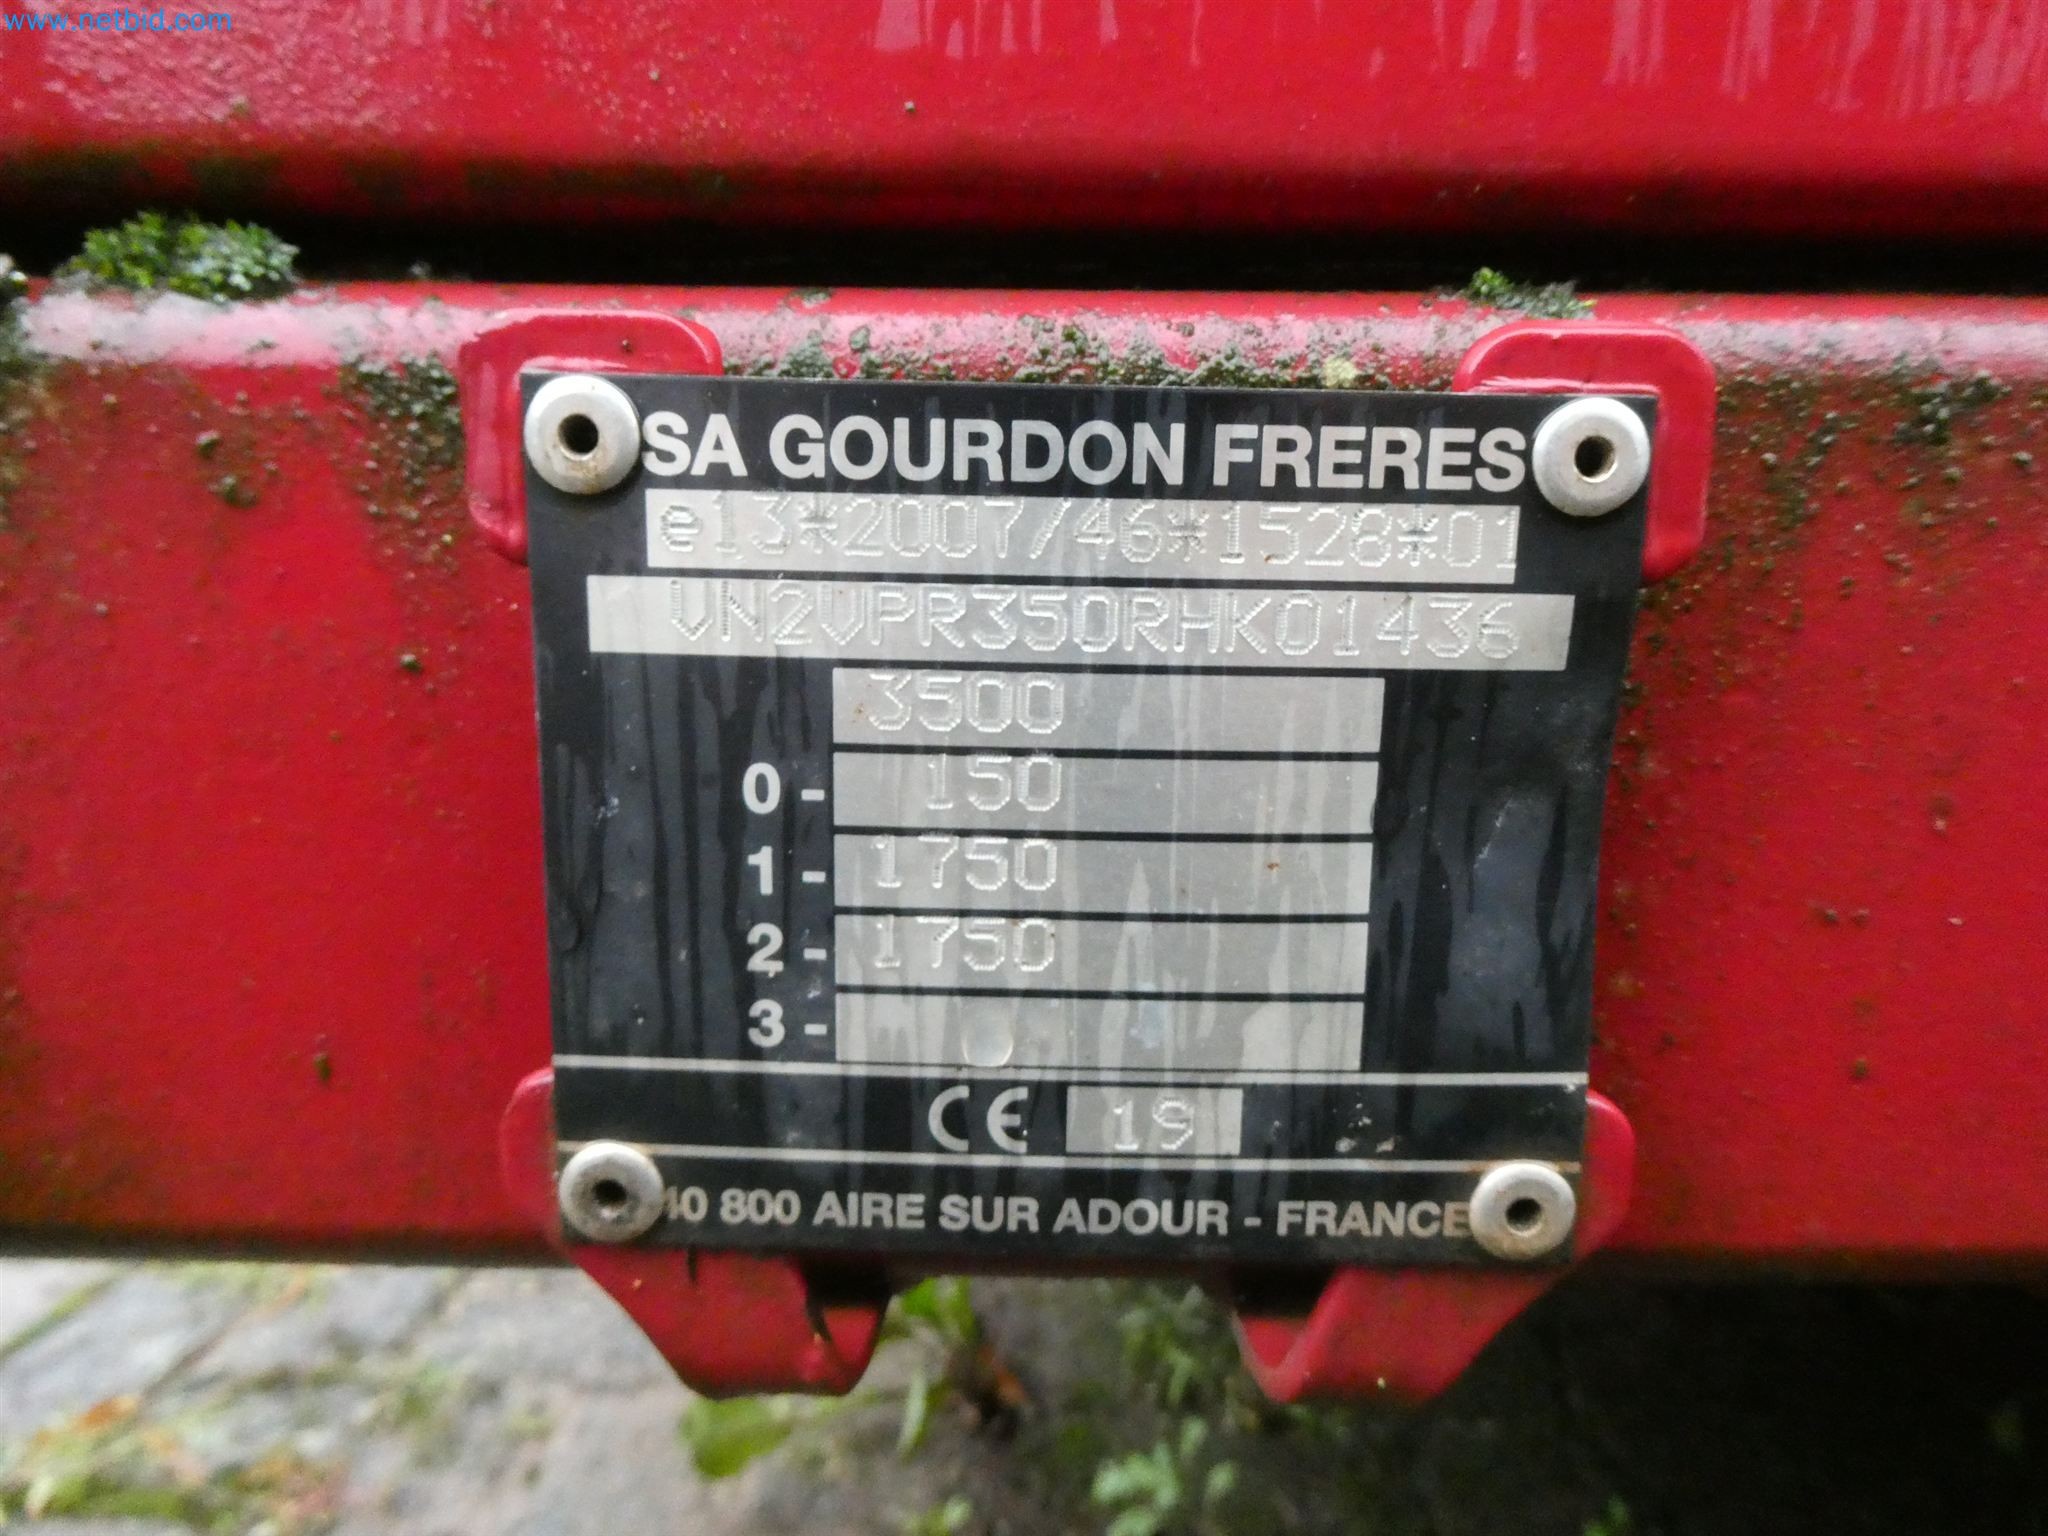 www.netbid.com
SA GOURDON FRERES
e13*2007/46*1528*01
VN2VPR350RHK01436
3500
0 - 150
1 - 1750
2 - 1750
3 -
CE 19
40 800 AIRE SUR ADOUR - FRANCE